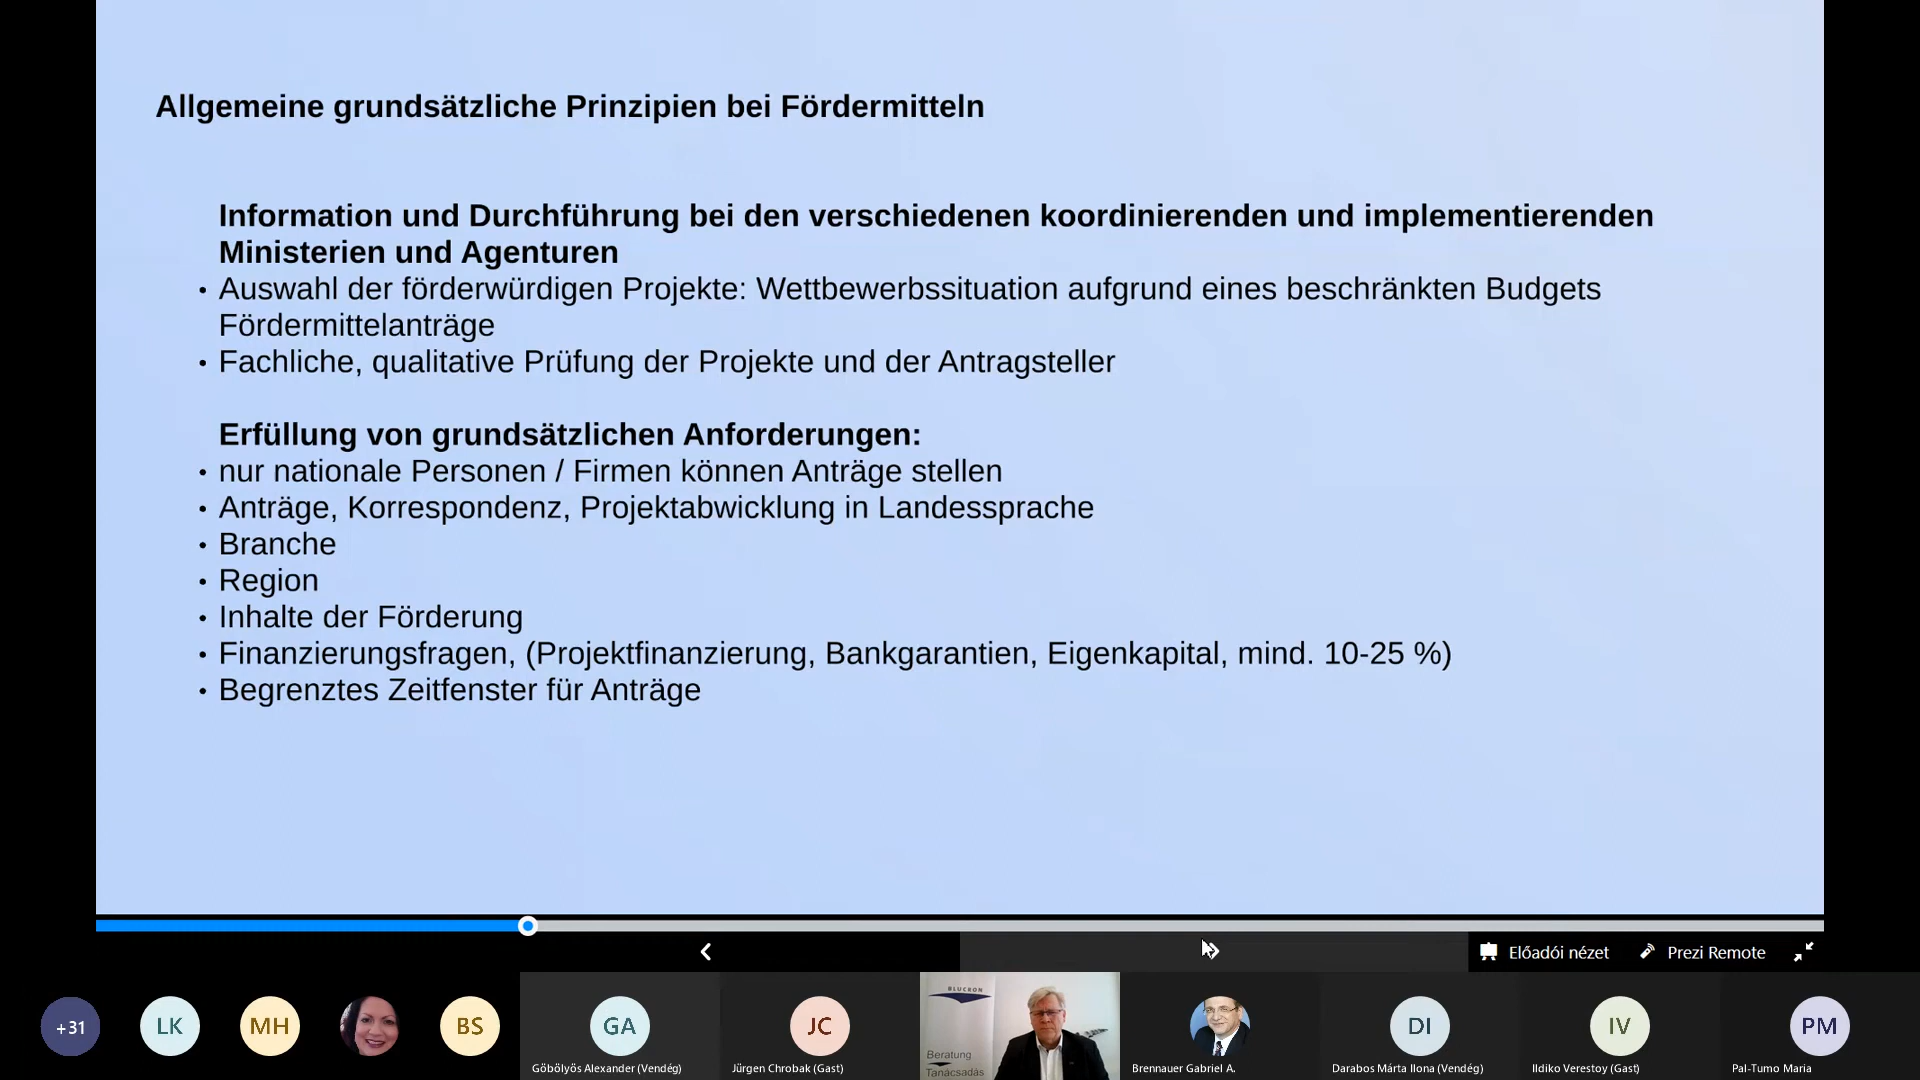 Allgemeine grundsätzliche Prinzipien bei Fördermitteln
Information und Durchführung bei den verschiedenen koordinierenden und implementierenden
Ministerien und Agenturen
• Auswahl der förderwürdigen Projekte: Wettbewerbssituation aufgrund eines beschränkten Budgets
Fördermittelanträge
• Fachliche, qualitative Prüfung der Projekte und der Antragsteller
Erfüllung von grundsätzlichen Anforderungen:
• nur nationale Personen / Firmen können Anträge stellen
• Anträge, Korrespondenz, Projektabwicklung in Landessprache
• Branche
• Region
• Inhalte der Förderung
• Finanzierungsfragen, (Projektfinanzierung, Bankgarantien, Eigenkapital, mind. 10-25 %)
• Begrenztes Zeitfenster für Anträge
Előadói nézet
Prezi Remote
+31
LK
MH
BS
GA
Göbölyös Alexander (Vendég)
JC
Jürgen Chrobak (Gast)
BLUCRON
Beratung
Tanácsadás
Brennauer Gabriel A.
DI
Darabos Márta Ilona (Vendég)
IV
Ildiko Verestoy (Gast)
PM
Pal-Tumo Maria